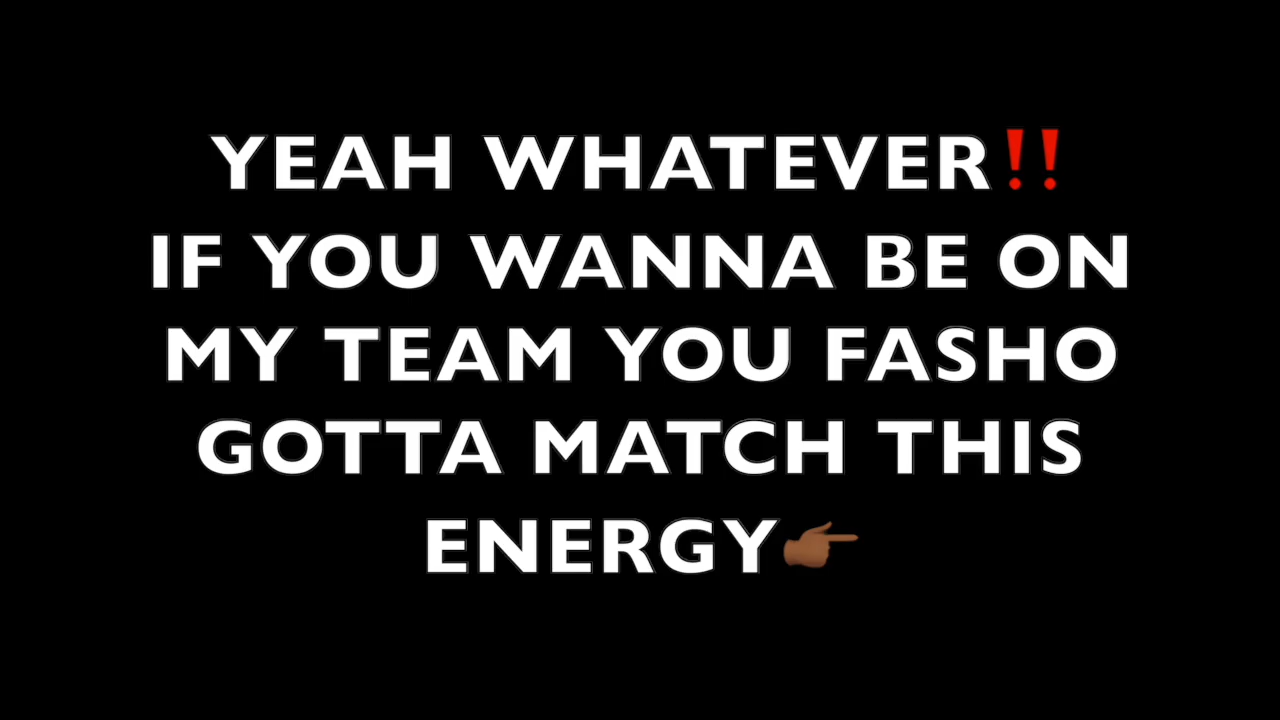 YEAH WHATEVER‼️
IF YOU WANNA BE ON
MY TEAM YOU FASHO
GOTTA MATCH THIS
ENERGY👉🏾